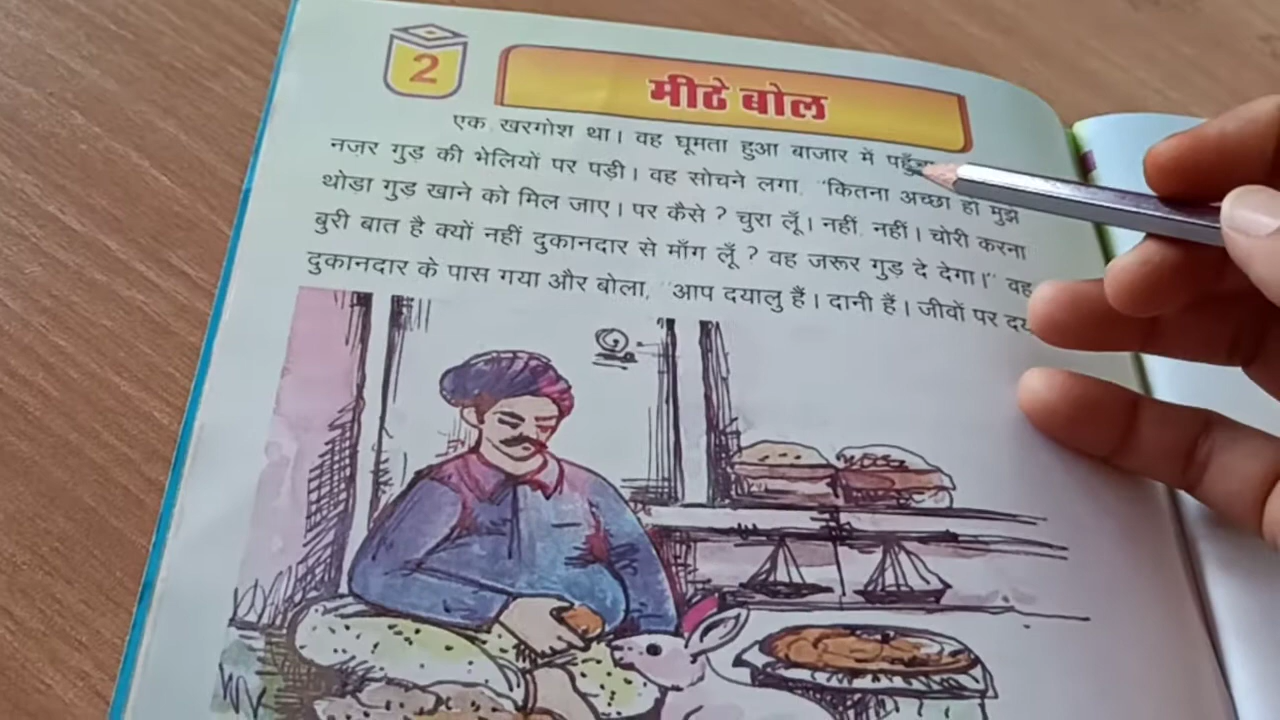 2
मीठे बोल
एक खरगोश था। वह घूमता हुआ बाजार में
नज़र गुड़ की भेलियों पर पड़ी। वह सोचने लगा, "कितना अच्छा हो मुझे
थोडा गुड़ खाने को मिल जाए। पर कैसे ? चुरा लूँ। नहीं, नहीं। चोरी करना
बुरी बात है क्यों नहीं दुकानदार से माँग लूँ ? वह जरूर गुड़ दे देगा।" वह
दुकानदार के पास गया और बोला, "आप दयालु हैं। दानी हैं। जीवों पर